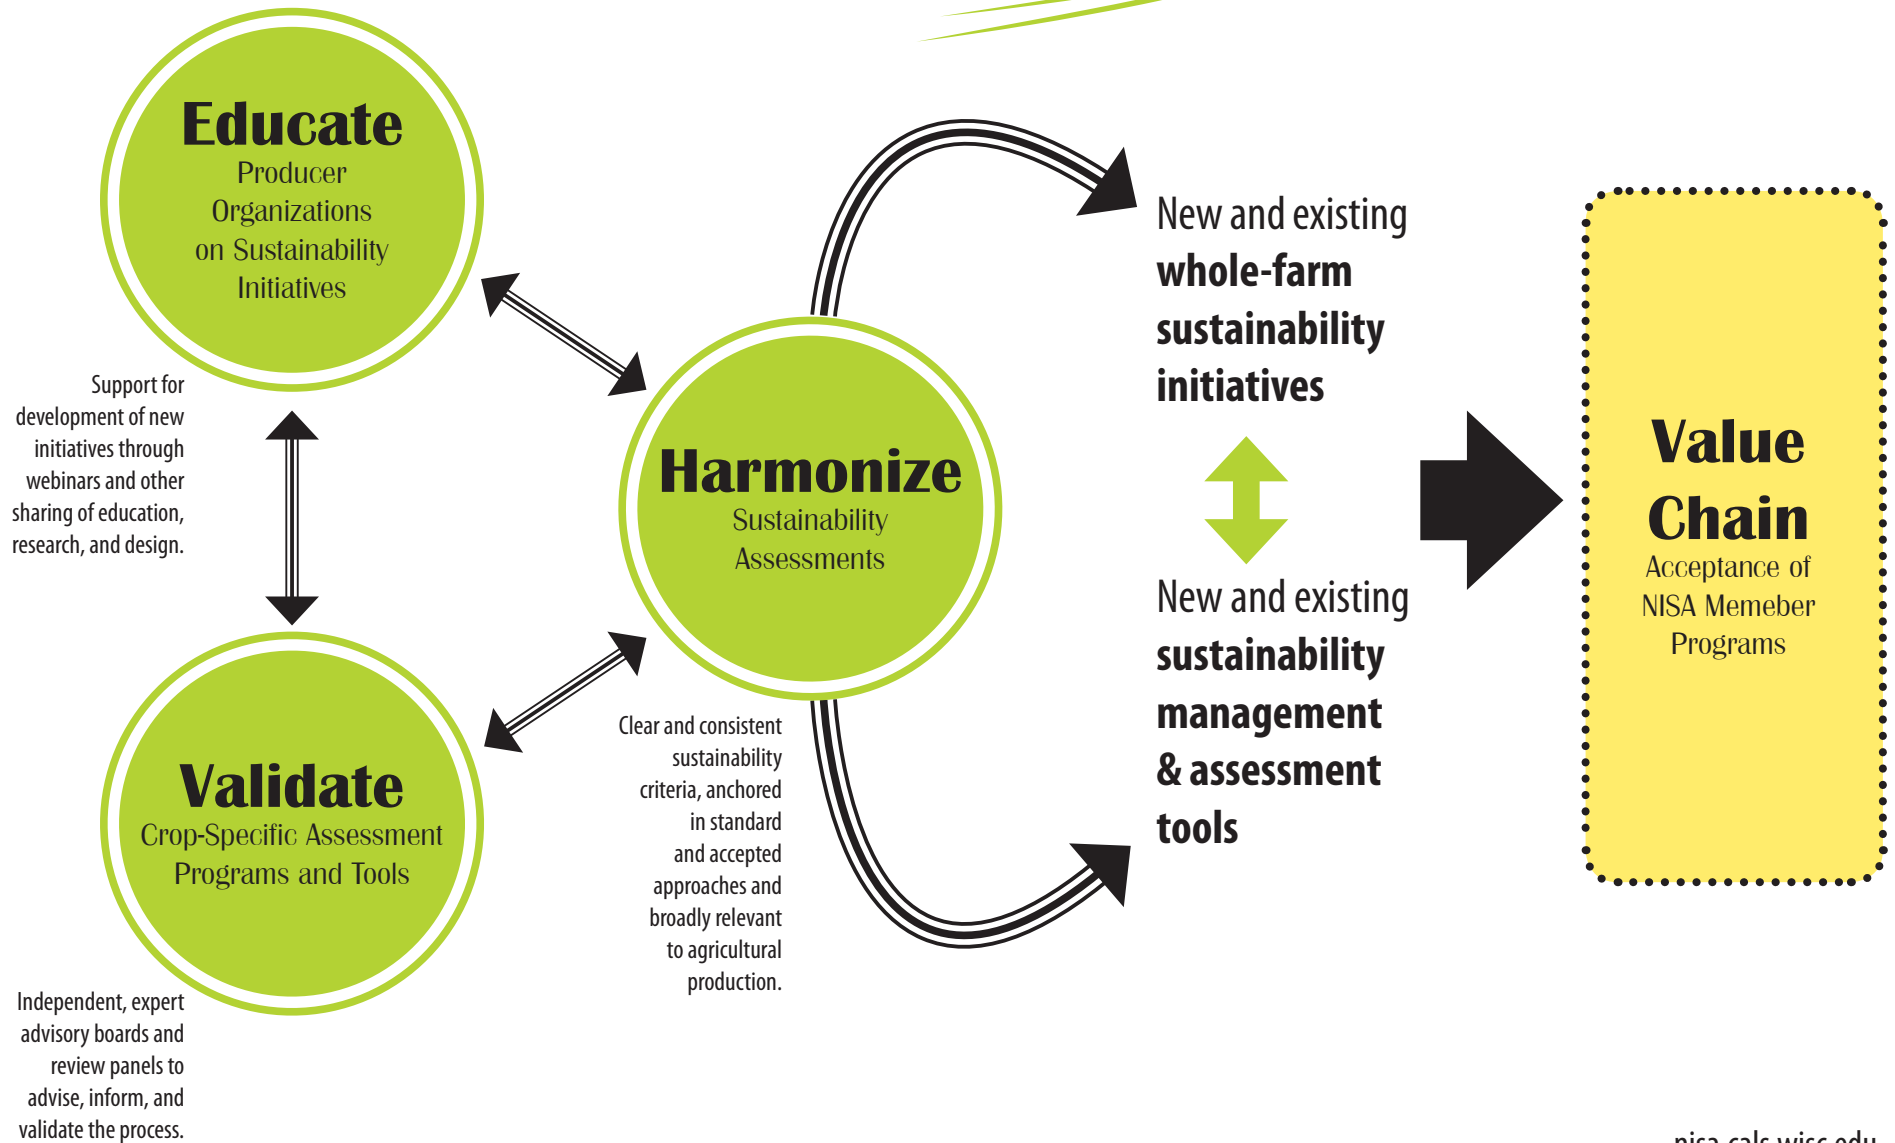 Educate
Producer
Organizations
on Sustainability
Initiatives
Support for
development of new
initiatives through
webinars and other
sharing of education,
research, and design.
Validate
Crop-Specific Assessment
Programs and Tools
Independent, expert
advisory boards and
review panels to
advise, inform, and
validate the process.
Harmonize
Sustainability
Assessments
Clear and consistent
sustainability
criteria, anchored
in standard
and accepted
approaches and
broadly relevant
to agricultural
production.
New and existing
whole-farm
sustainability
initiatives
New and existing
sustainability
management
& assessment
tools
Value
Chain
Acceptance of
NISA Memeber
Programs
nisa.cals.wisc.edu